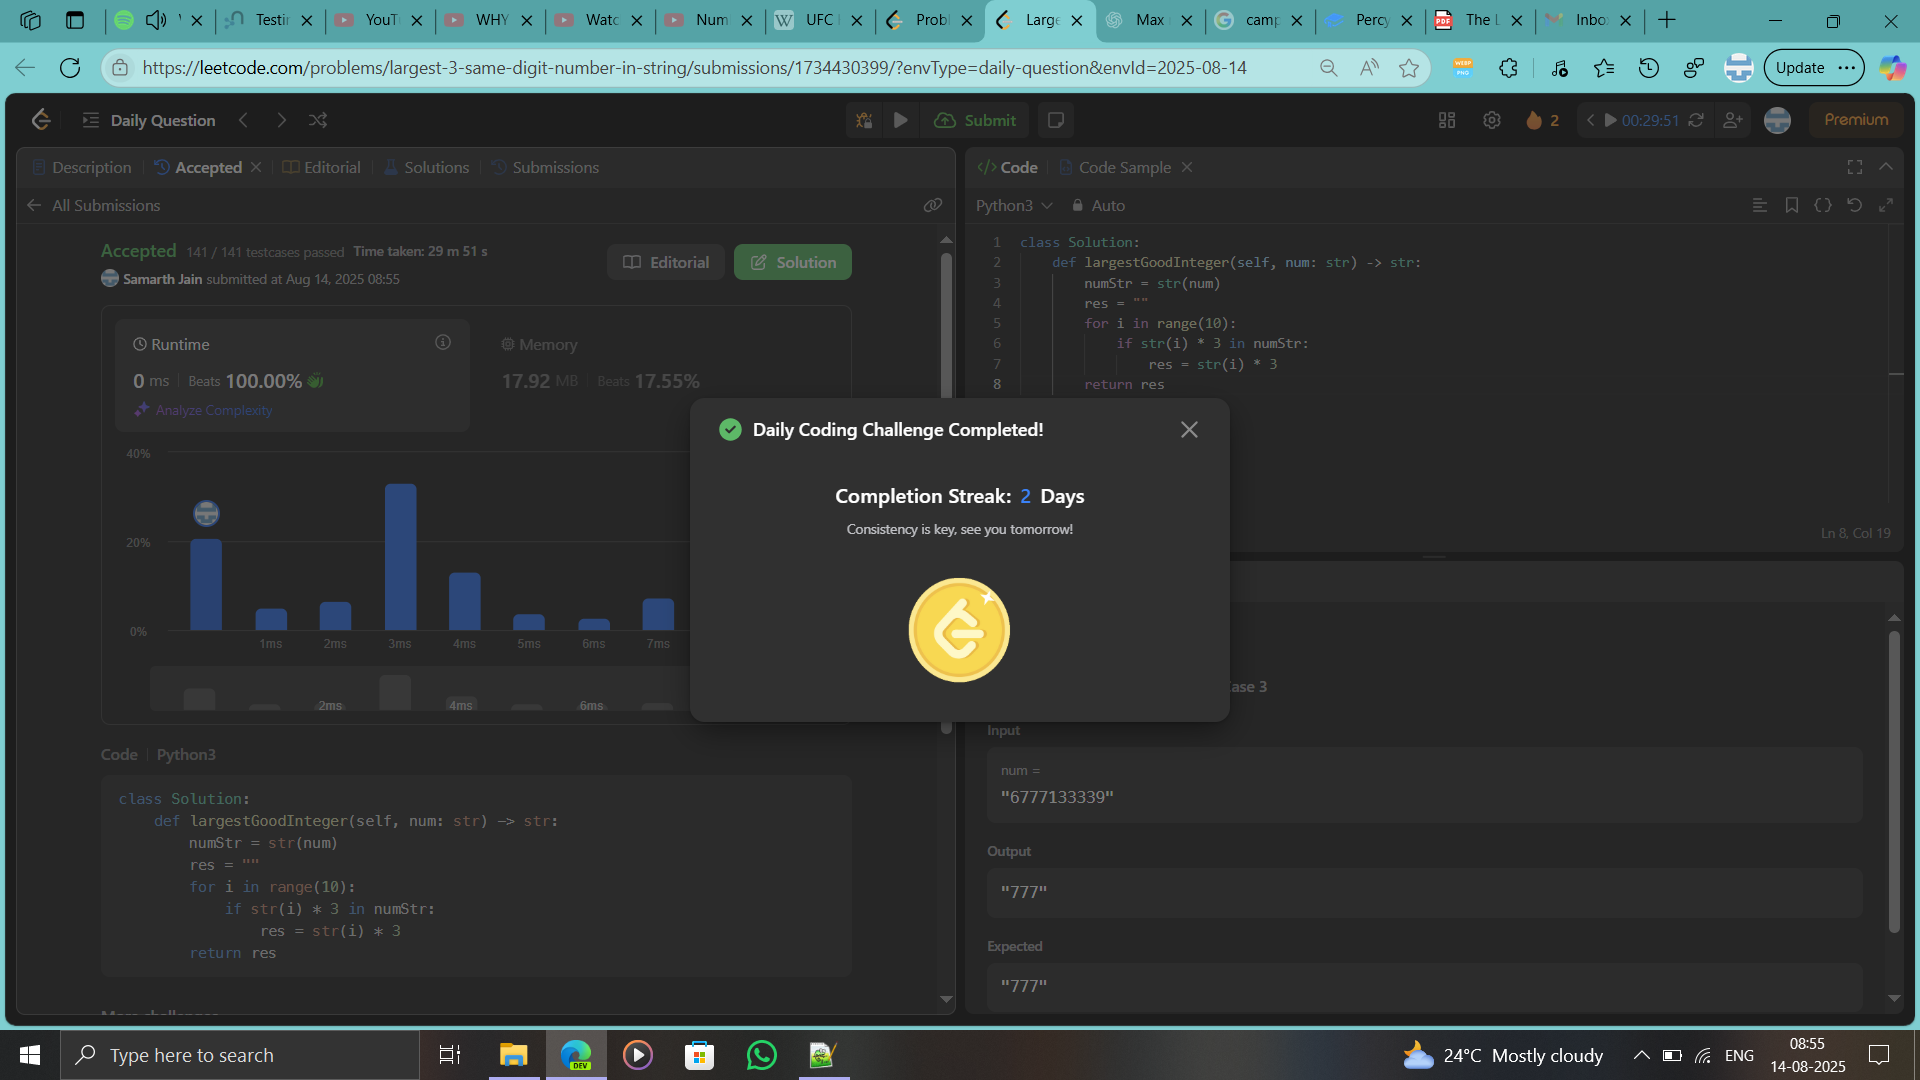 Testin
YouT
WHY
Watc
Num
UFC
Probl
Large
Max
camp
Percy
The L
Inbo
https://leetcode.com/problems/largest-3-same-digit-number-in-string/submissions/1734430399/?envType=daily-question&envId=2025-08-14
Update
Daily Question
Submit
2
00:29:51
Premium
Description
Accepted
Editorial
Solutions
Submissions
All Submissions
Accepted 141 / 141 testcases passed Time taken: 29 m 51 s
Samarth Jain submitted at Aug 14, 2025 08:55
Editorial
Solution
Runtime
0 ms Beats 100.00%
Analyze Complexity
Memory
17.92 MB Beats 17.55%
40%
20%
0%
1ms 2ms 3ms 4ms 5ms 6ms 7ms
2ms 4ms 6ms
Code Python3
class Solution:
def largestGoodInteger(self, num: str) -> str:
numStr = str(num)
res = ""
for i in range(10):
if str(i) * 3 in numStr:
res = str(i) * 3
return res
More challenges
Code
Code Sample
Python3
Auto
1 class Solution:
2 def largestGoodInteger(self, num: str) -> str:
3 numStr = str(num)
4 res = ""
5 for i in range(10):
6 if str(i) * 3 in numStr:
7 res = str(i) * 3
8 return res
Ln 8, Col 19
Daily Coding Challenge Completed!
Completion Streak: 2 Days
Consistency is key, see you tomorrow!
ase 3
Input
num =
"6777133339"
Output
"777"
Expected
"777"
Type here to search
DEV
24°C Mostly cloudy
ENG
08:55
14-08-2025